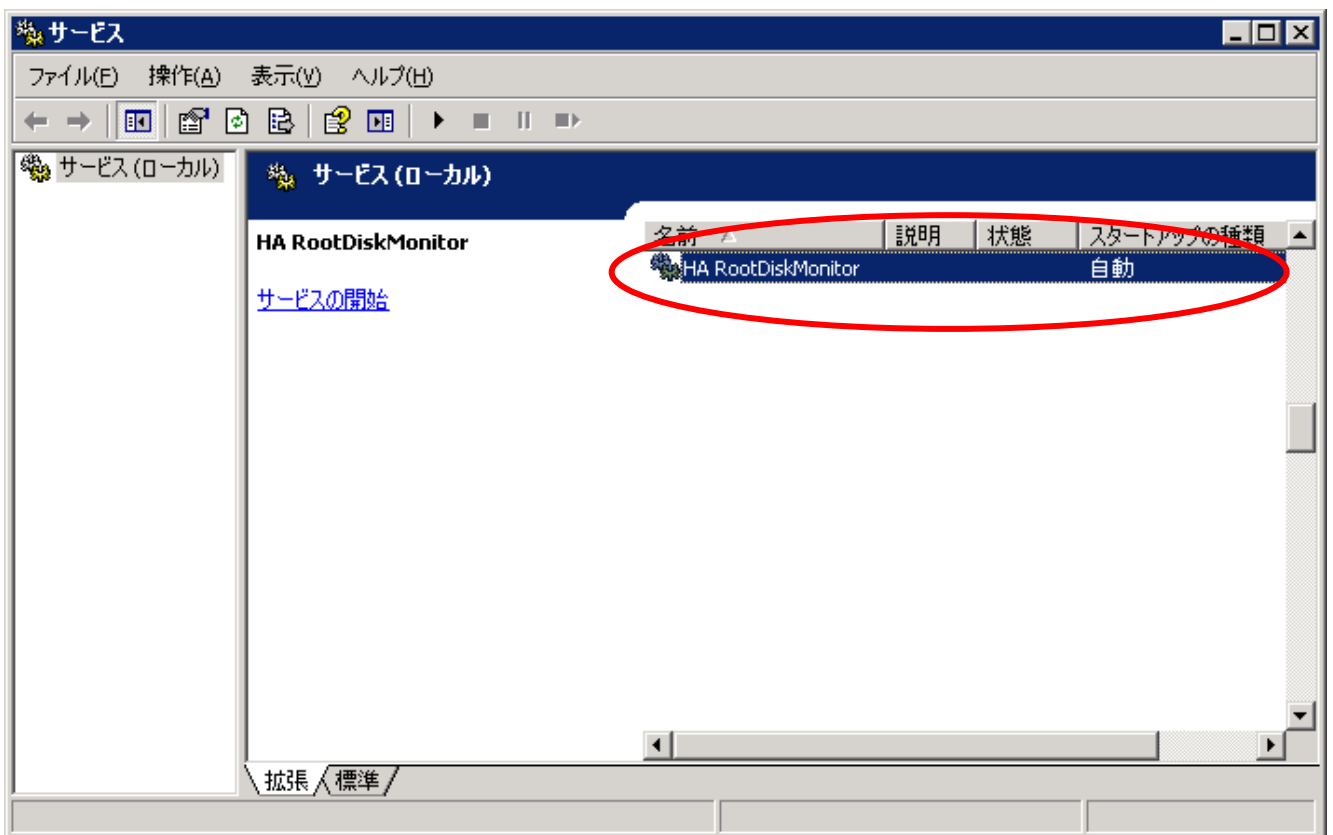 サービス
ファイル(F) 操作(A) 表示(V) ヘルプ(H)
サービス (ローカル)
サービス (ローカル)
HA RootDiskMonitor
サービスの開始
名前 説明 状態 スタートアップの種類
HA RootDiskMonitor 自動
拡張 標準